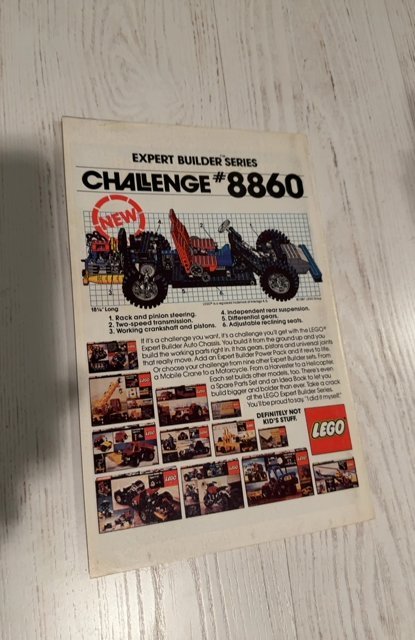 EXPERT BUILDER SERIES
CHALLENGE #8860
NEW
18¼" Long
1. Rack and pinion steering.
2. Two-speed transmission.
3. Working crankshaft and pistons.
4. Independent rear suspension.
5. Differential gears.
6. Adjustable reclining seats.
If it's a challenge you want, it's a challenge you'll get with the LEGO®
Expert Builder Auto Chassis. You build it from the ground up and you
build the working parts right in. It has gears, pistons and universal joints
that really move. Add an Expert Builder Power Pack and it revs to life.
Or choose your challenge from nine other Expert Builder sets. From
a Mobile Crane to a Motorcycle. From a Harvester to a Helicopter.
Each set builds other models, too. There's even
a Spare Parts Set and an Idea Book to let you
build bigger and bolder than ever. Take a crack
at the LEGO Expert Builder Series.
You'll be proud to say "I did it myself."
DEFINITELY NOT
KID'S STUFF.
LEGO